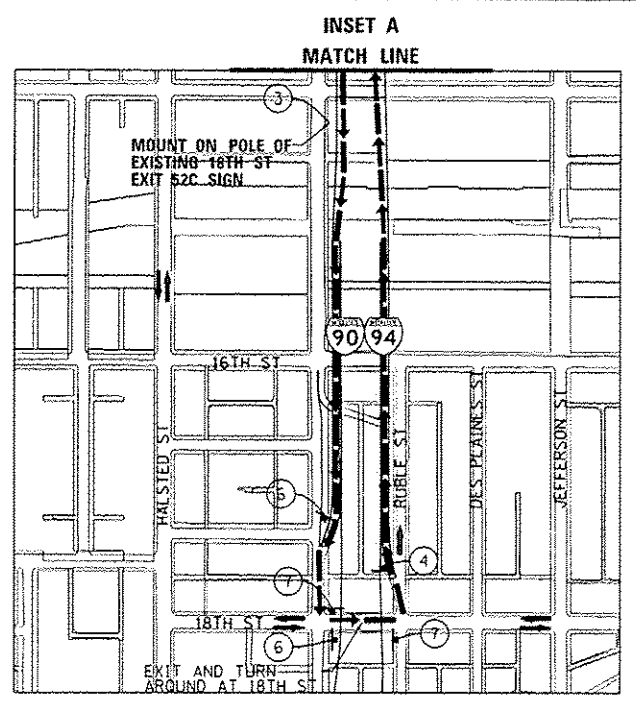 INSET A
MATCH LINE
3
MOUNT ON POLE OF
EXISTING 18TH ST
EXIT 52C SIGN
90
94
16TH ST
HALSTED ST
RUBLE ST
DES PLAINES ST
JEFFERSON ST
5
4
7
18TH ST
6
7
EXIT AND TURN
AROUND AT 18TH ST